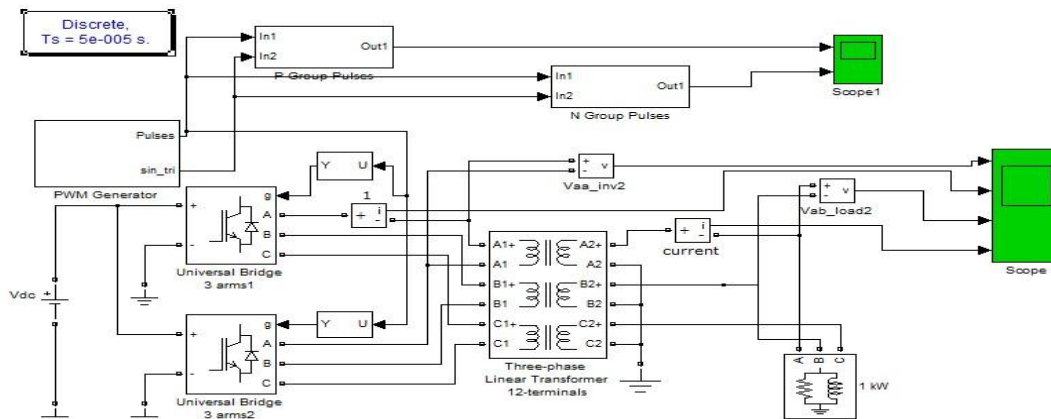 Discrete,
Ts = 5e-005 s.
In1
In2
Out1
P Group Pulses
In1
In2
Out1
N Group Pulses
Scope1
Pulses
sin_tri
PWM Generator
Y U
+
-
v
Vaa_inv2
+
-
v
Vab_load2
1
+ i
-
+ i
-
current
Scope
+
-
g
A
B
C
Universal Bridge
3 arms1
Vdc +
Y U
+
-
g
A
B
C
Universal Bridge
3 arms2
A1+ A2+
A1 A2
B1+ B2+
B1 B2
C1+ C2+
C1 C2
Three-phase
Linear Transformer
12-terminals
A B C
1 kW